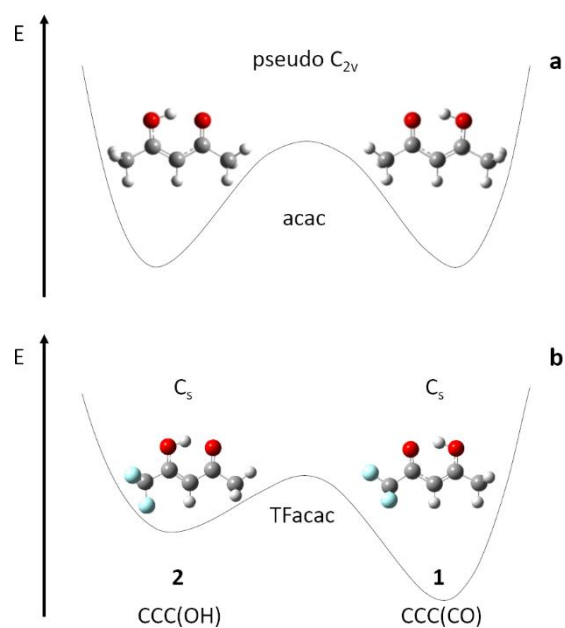 E
pseudo C₂ᵥ
a
acac
E
b
Cₛ
Cₛ
TFacac
2
1
CCC(OH)
CCC(CO)